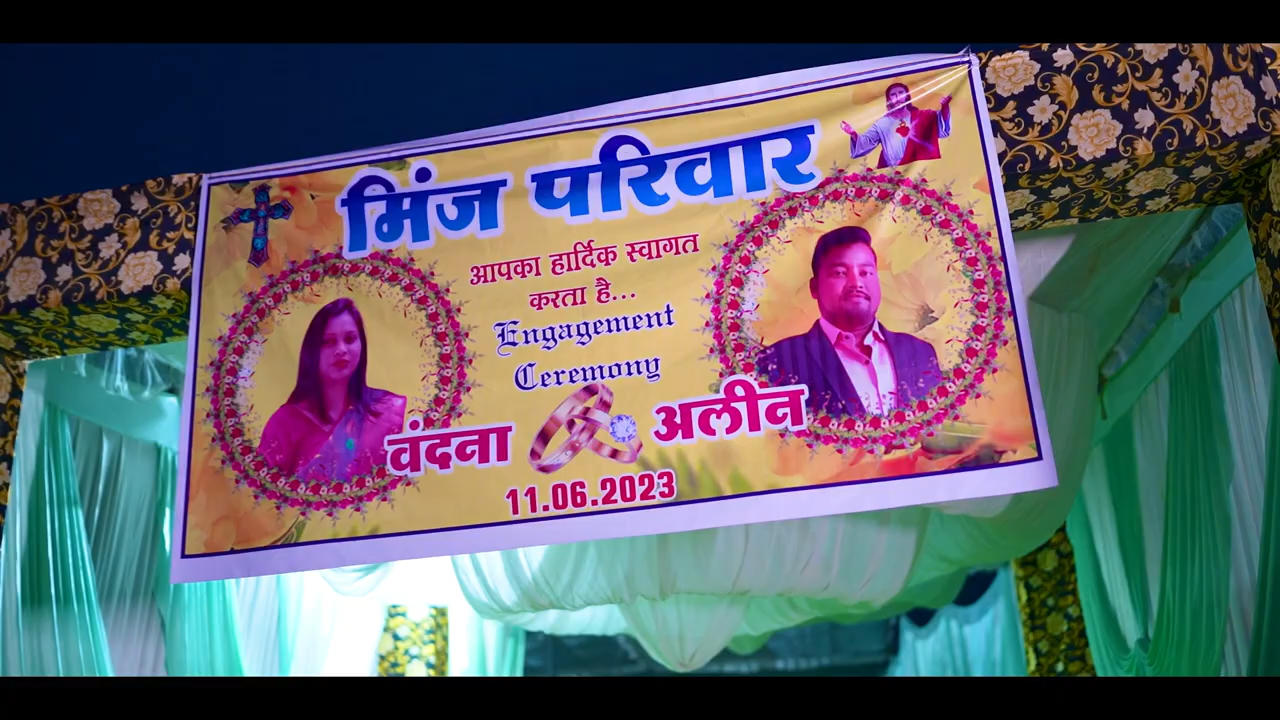 मिंज परिवार
आपका हार्दिक स्वागत
करता है...
Engagement
Ceremony
वंदना अलीन
11.06.2023